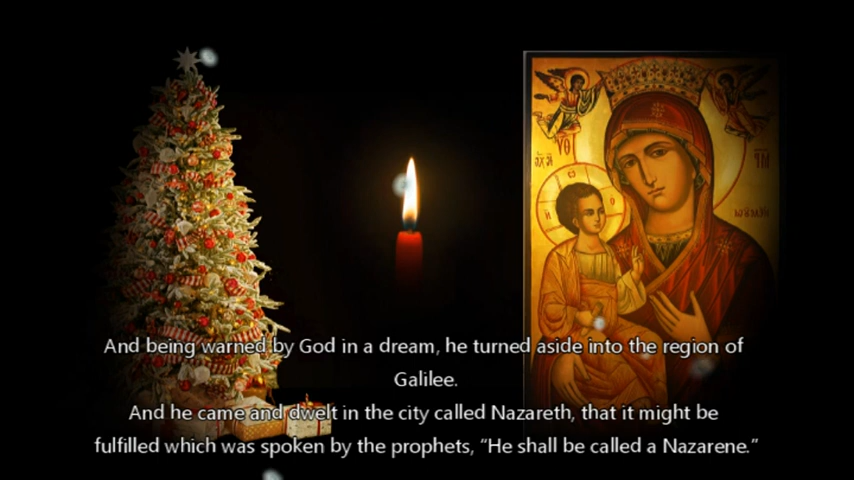 And being warned by God in a dream, he turned aside into the region of
Galilee.
And he came and dwelt in the city called Nazareth, that it might be
fulfilled which was spoken by the prophets, “He shall be called a Nazarene.”